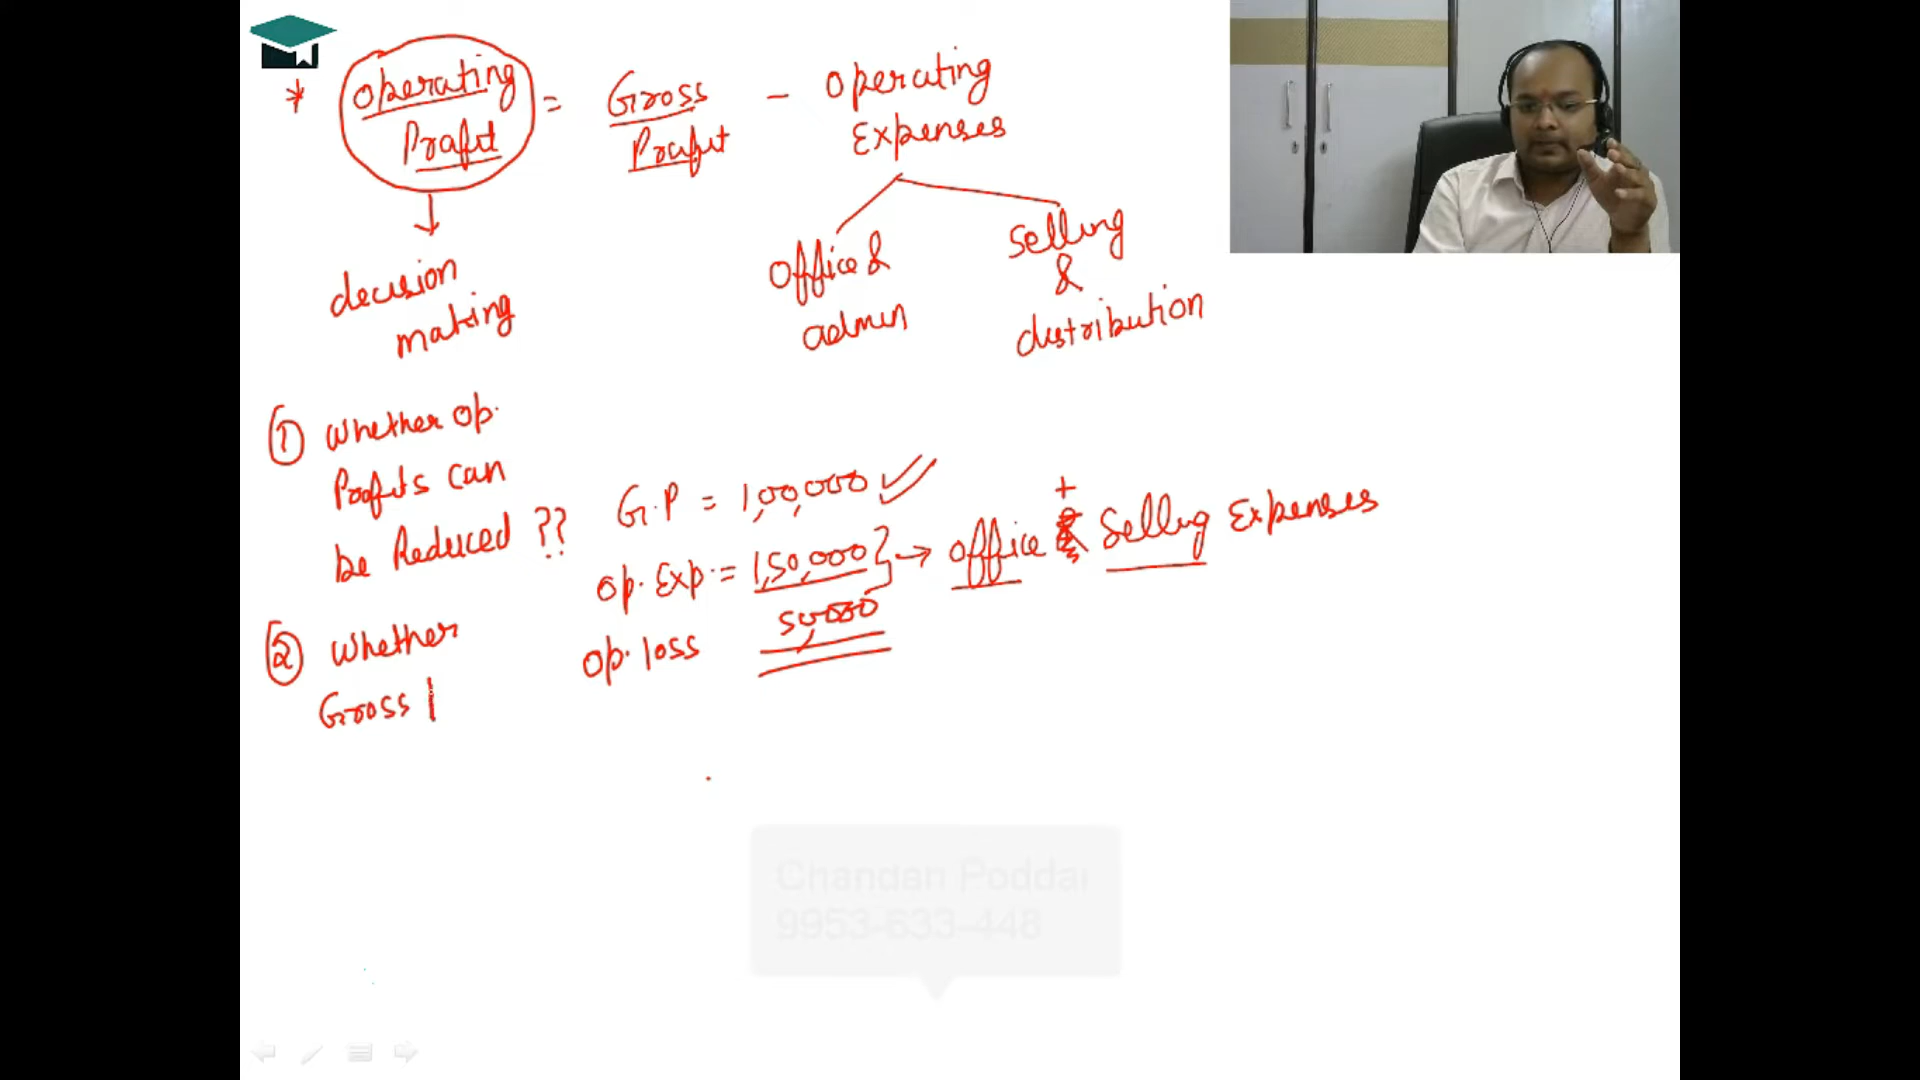 * operating = Gross - operating
Profit Profit Expenses
decision
making
office &
admin
Selling
&
distribution
① Whether op.
Profits can
be Reduced ??
G.P = 1,00,000
op. Exp. = 1,50,000 → office + Selling Expenses
50,000
op. loss
② Whether
Gross
Chandan Poddar
9953-633-448